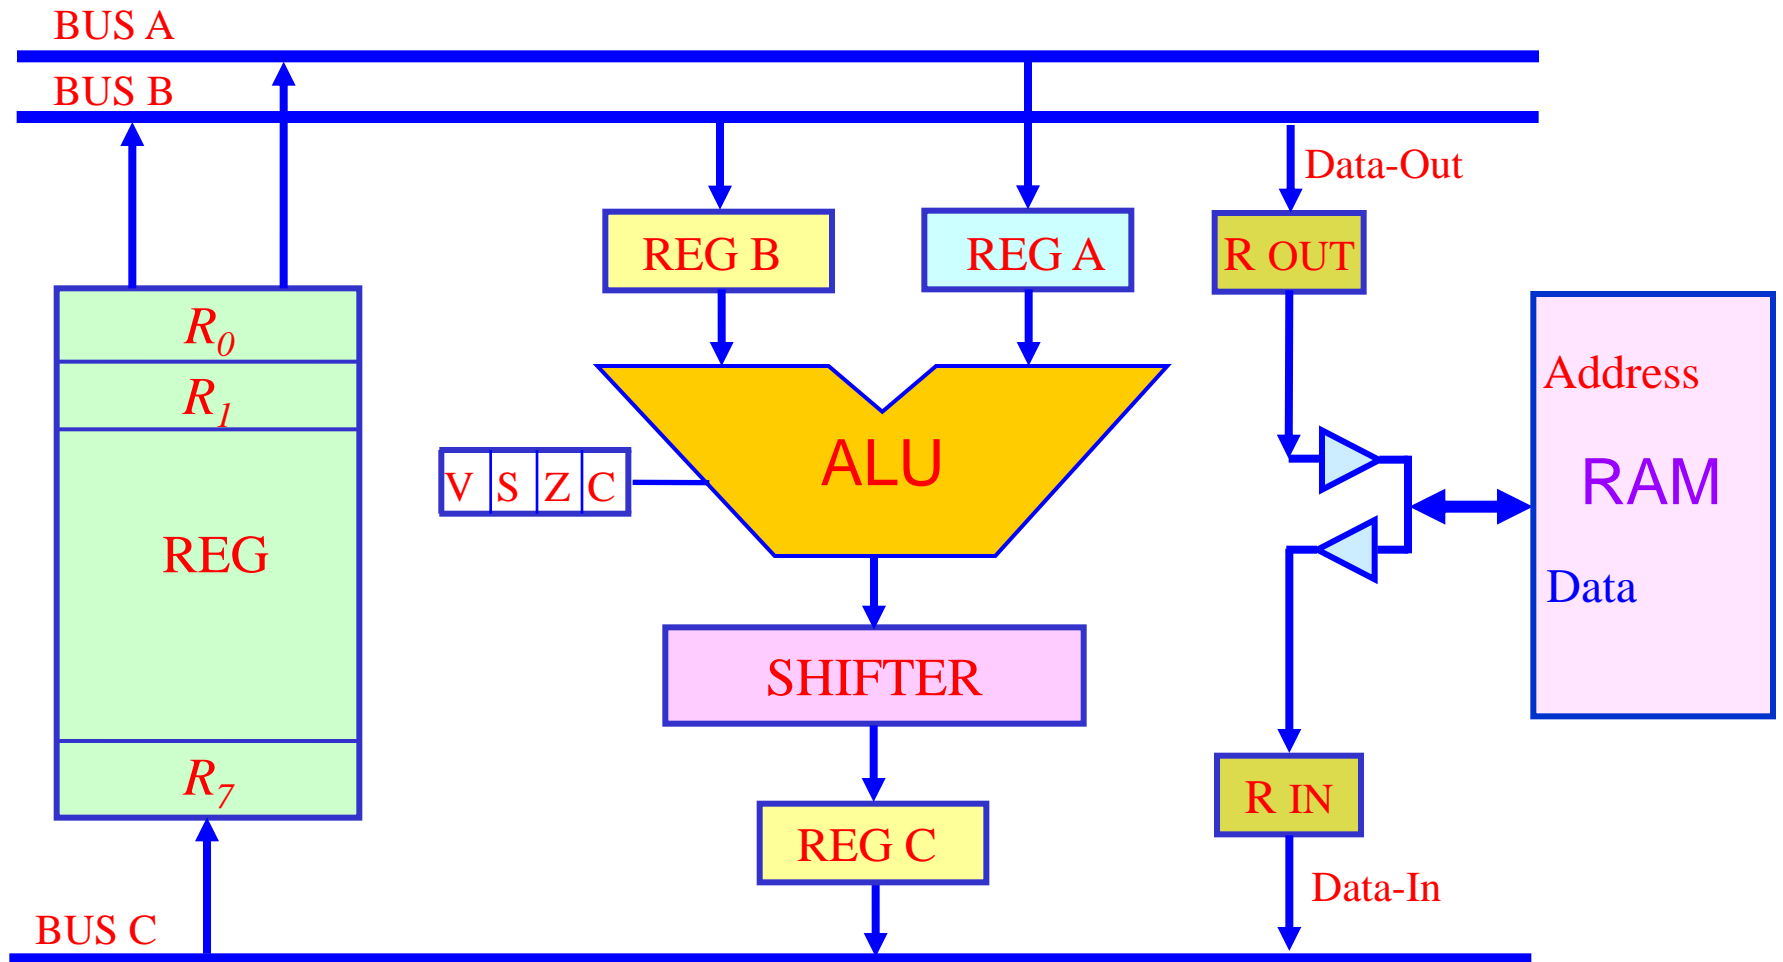 BUS A
BUS B
Data-Out
REG B
REG A
R OUT
R0
R1
REG
R7
V S Z C
ALU
SHIFTER
REG C
Address
RAM
Data
R IN
Data-In
BUS C